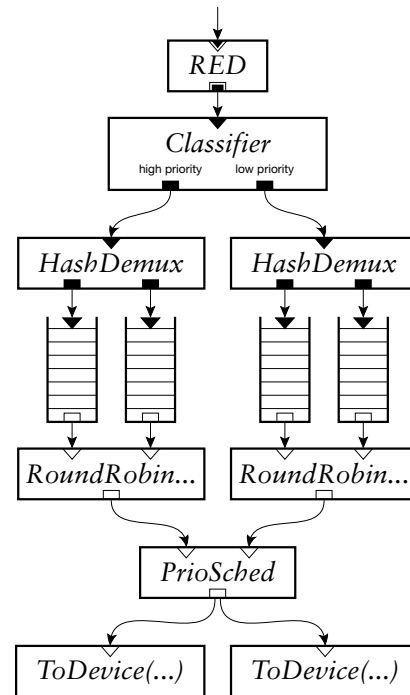 RED
Classifier
high priority low priority
HashDemux HashDemux
RoundRobin... RoundRobin...
PrioSched
ToDevice(...) ToDevice(...)